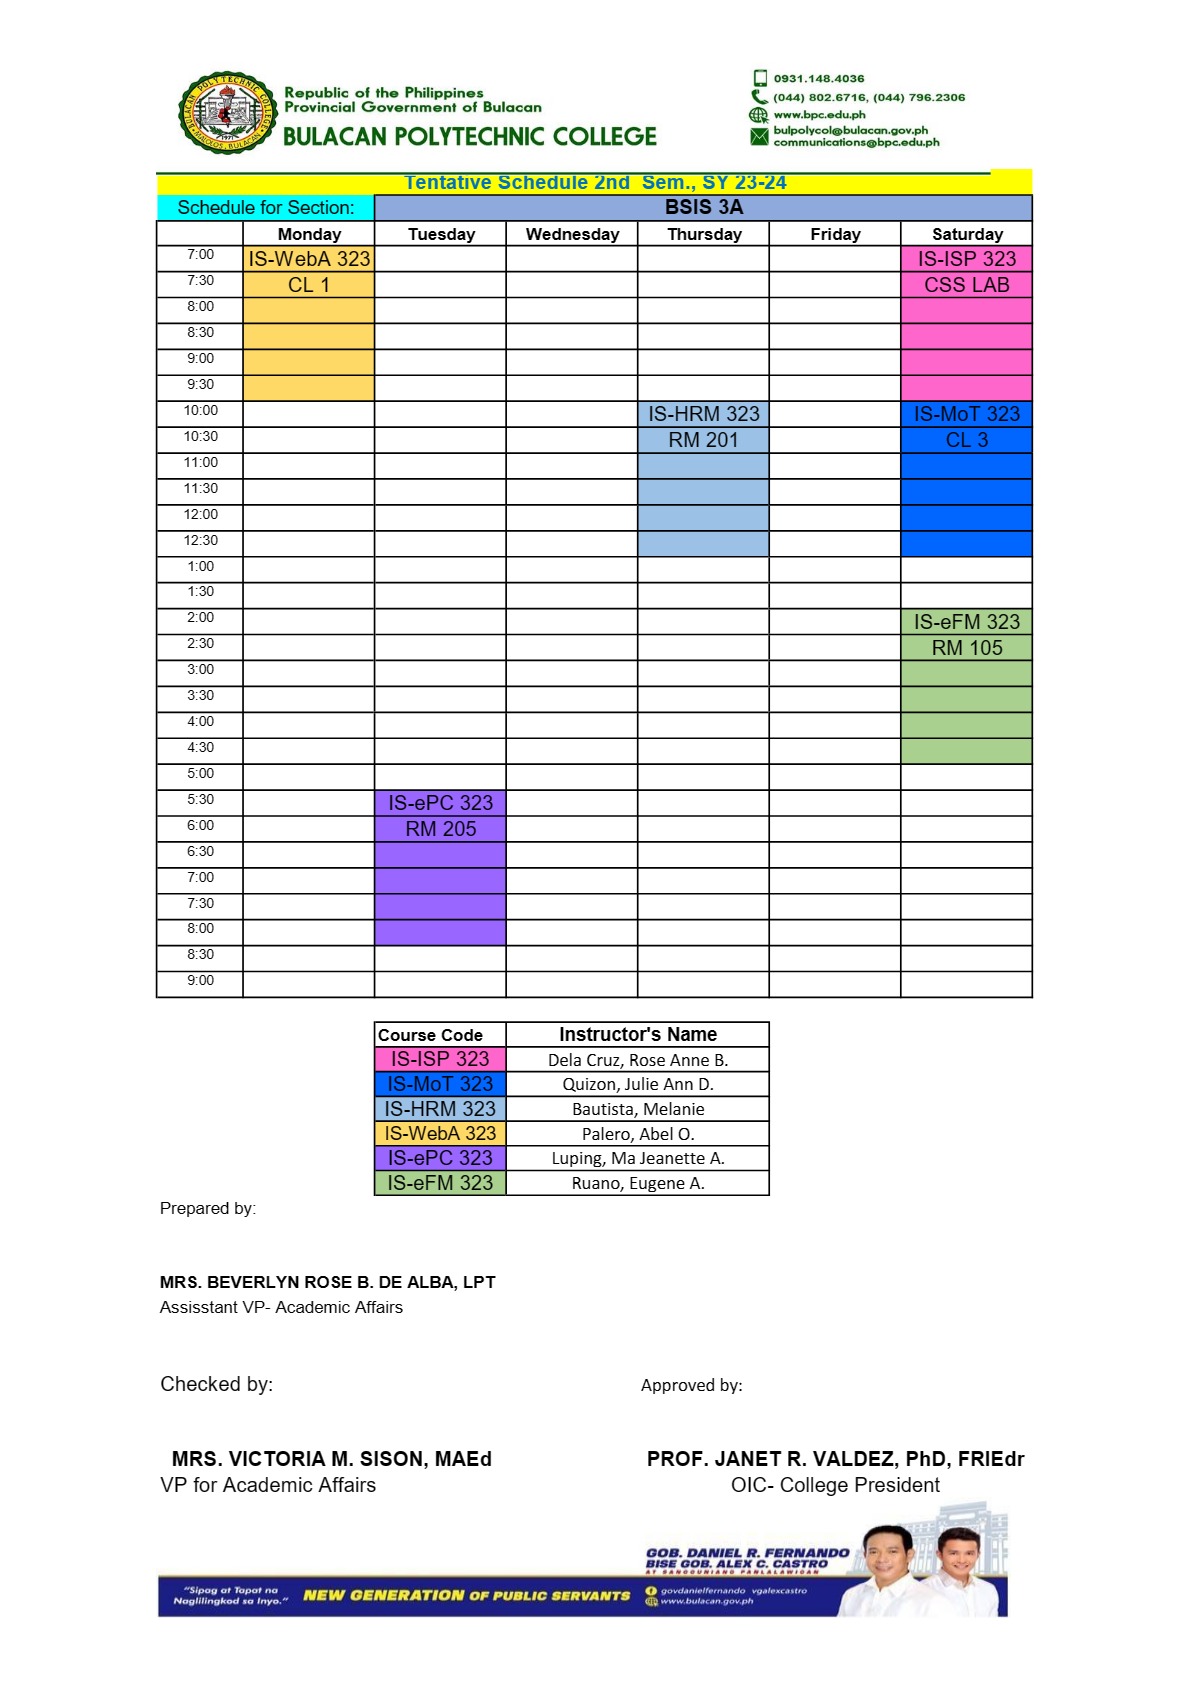 Republic of the Philippines
Provincial Government of Bulacan
BULACAN POLYTECHNIC COLLEGE
0931.148.4036
(044) 802.6716, (044) 796.2306
www.bpc.edu.ph
bulpolycol@bulacan.gov.ph
communications@bpc.edu.ph
BULACAN POLYTECHNIC COLLEGE
MALOLOS, BULACAN
1971
Tentative Schedule 2nd Sem., SY 23-24
Schedule for Section: BSIS 3A
Monday Tuesday Wednesday Thursday Friday Saturday
7:00 IS-WebA 323 IS-ISP 323
7:30 CL 1 CSS LAB
8:00
8:30
9:00
9:30
10:00 IS-HRM 323 IS-MoT 323
10:30 RM 201 CL 3
11:00
11:30
12:00
12:30
1:00
1:30
2:00 IS-eFM 323
2:30 RM 105
3:00
3:30
4:00
4:30
5:00
5:30 IS-ePC 323
6:00 RM 205
6:30
7:00
7:30
8:00
8:30
9:00
Course Code Instructor's Name
IS-ISP 323 Dela Cruz, Rose Anne B.
IS-MoT 323 Quizon, Julie Ann D.
IS-HRM 323 Bautista, Melanie
IS-WebA 323 Palero, Abel O.
IS-ePC 323 Luping, Ma Jeanette A.
IS-eFM 323 Ruano, Eugene A.
Prepared by:
MRS. BEVERLYN ROSE B. DE ALBA, LPT
Assisstant VP- Academic Affairs
Checked by: Approved by:
MRS. VICTORIA M. SISON, MAEd PROF. JANET R. VALDEZ, PhD, FRIEdr
VP for Academic Affairs OIC- College President
GOB. DANIEL R. FERNANDO
BISE GOB. ALEX C. CASTRO
AT SANGGUNIANG PANLALAWIGAN
"Sipag at Tapat na
Naglilingkod sa Inyo."
NEW GENERATION OF PUBLIC SERVANTS
govdanielfernando vgalexcastro
www.bulacan.gov.ph